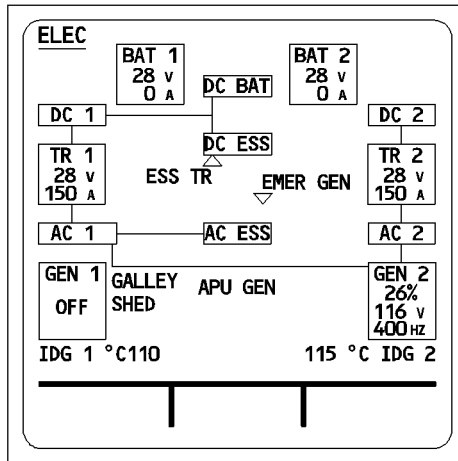 ELEC
BAT 1
28 V
0 A
BAT 2
28 V
0 A
DC BAT
DC 1
DC 2
DC ESS
TR 1
28 V
150 A
ESS TR
EMER GEN
TR 2
28 V
150 A
AC 1
AC ESS
AC 2
GEN 1
OFF
GALLEY
SHED
APU GEN
GEN 2
26%
116 V
400 HZ
IDG 1 °C110
115 °C IDG 2